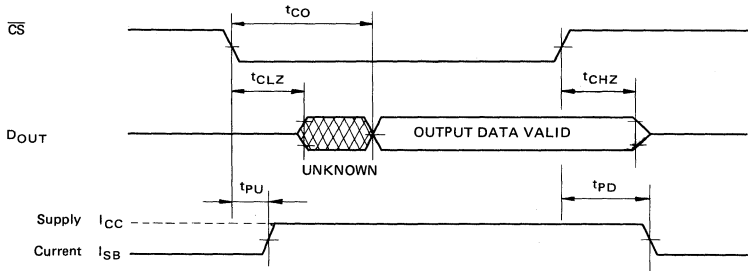 tCO
CS
tCLZ
tCHZ
DOUT
OUTPUT DATA VALID
UNKNOWN
tPU
tPD
Supply ICC
Current ISB